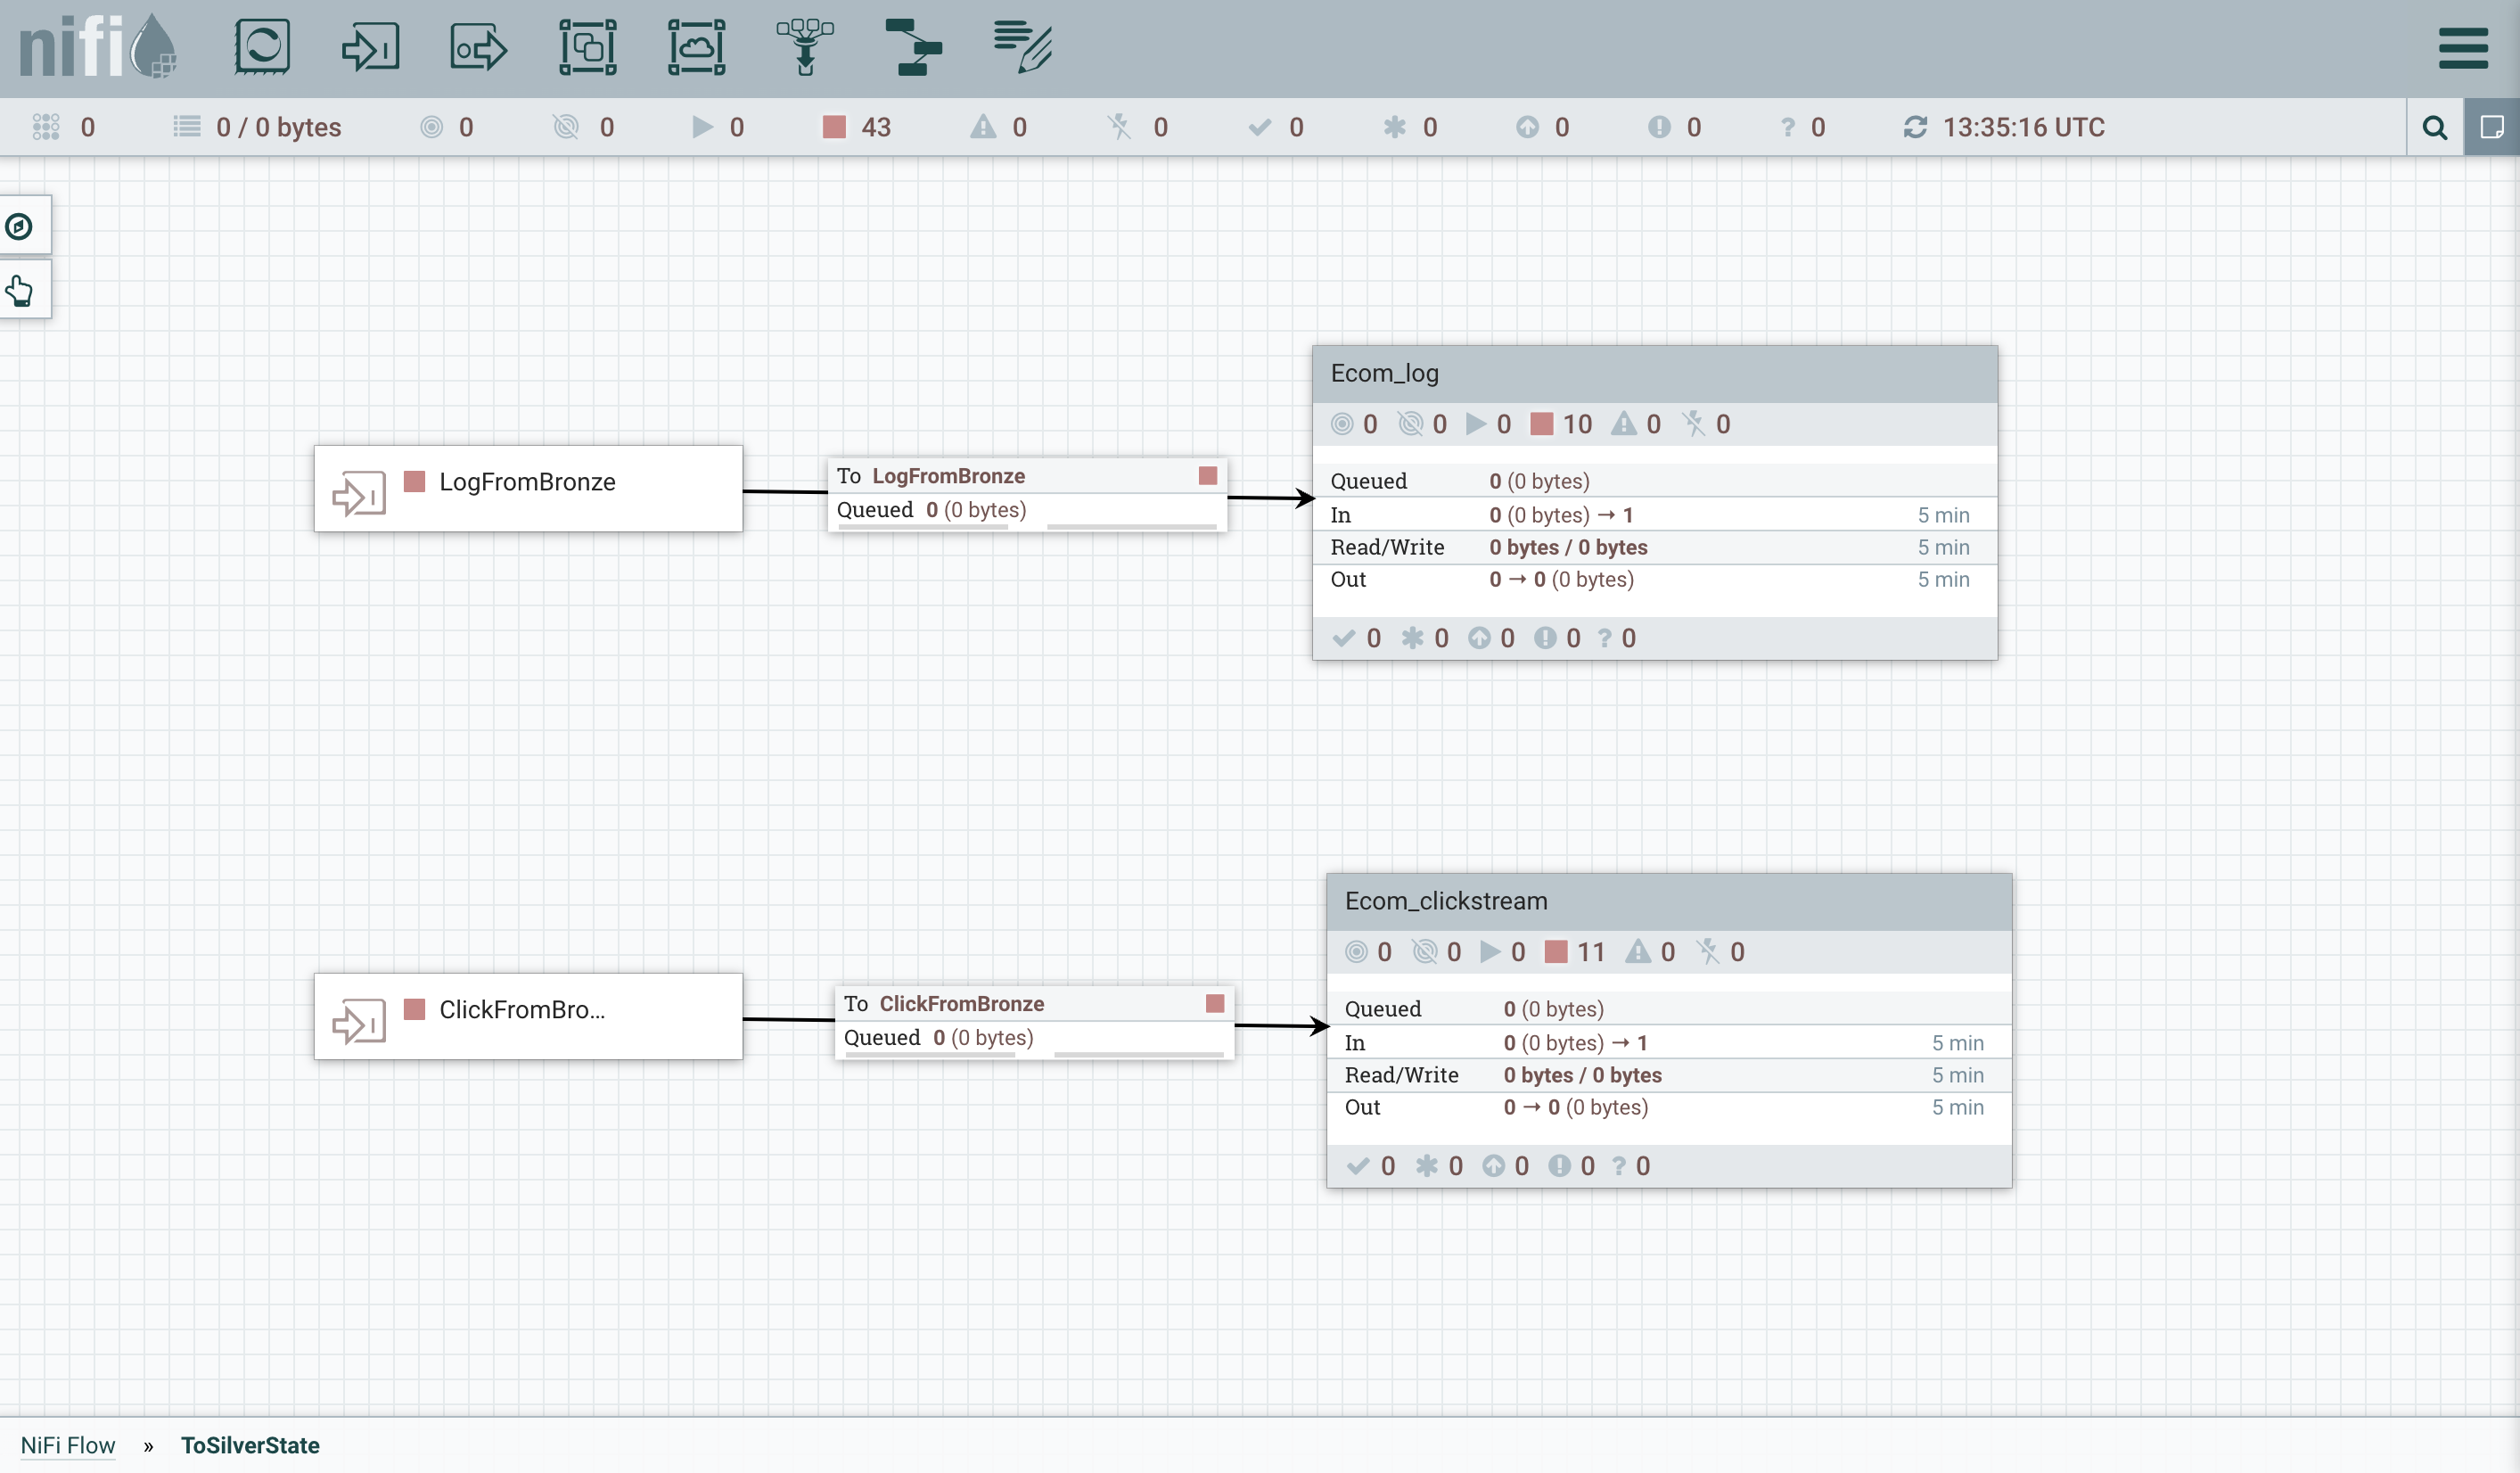 nifi
0 0 / 0 bytes 0 0 0 43 0 0 0 0 0 0 ? 0 13:35:16 UTC
Ecom_log
0 0 0 10 0 0
LogFromBronze
To LogFromBronze
Queued 0 (0 bytes)
Queued 0 (0 bytes)
In 0 (0 bytes) → 1 5 min
Read/Write 0 bytes / 0 bytes 5 min
Out 0 → 0 (0 bytes) 5 min
0 0 0 0 ? 0
Ecom_clickstream
0 0 0 11 0 0
ClickFromBro...
To ClickFromBronze
Queued 0 (0 bytes)
Queued 0 (0 bytes)
In 0 (0 bytes) → 1 5 min
Read/Write 0 bytes / 0 bytes 5 min
Out 0 → 0 (0 bytes) 5 min
0 0 0 0 ? 0
NiFi Flow » ToSilverState